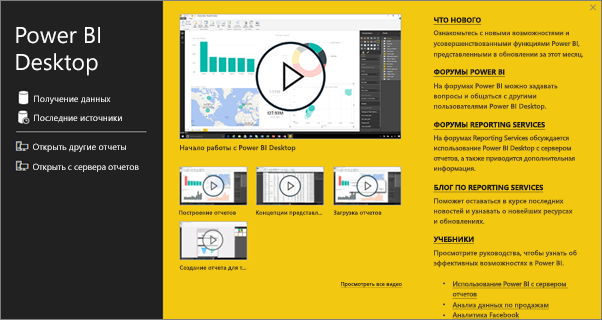 Power BI
Desktop
Получение данных
Последние источники
Открыть другие отчеты
Открыть с сервера отчетов
Начало работы с Power BI Desktop
Построение отчетов
Концепции представл...
Загрузка отчетов
Создание отчета для т...
Просмотреть все видео
ЧТО НОВОГО
Ознакомьтесь с новыми возможностями и
усовершенствованными функциями Power BI,
представленными в обновлении за этот месяц.
ФОРУМЫ POWER BI
На форумах Power BI можно задавать
вопросы и общаться с другими
пользователями Power BI Desktop.
ФОРУМЫ REPORTING SERVICES
На форумах Reporting Services обсуждается
использование Power BI Desktop с сервером
отчетов, а также приводится дополнительная
информация.
БЛОГ ПО REPORTING SERVICES
Поможет оставаться в курсе последних
новостей и узнавать о новейших ресурсах
и обновлениях.
УЧЕБНИКИ
Просмотрите руководства, чтобы узнать об
эффективных возможностях в Power BI.
• Использование Power BI с сервером
отчетов
• Анализ данных по продажам
• Аналитика Facebook